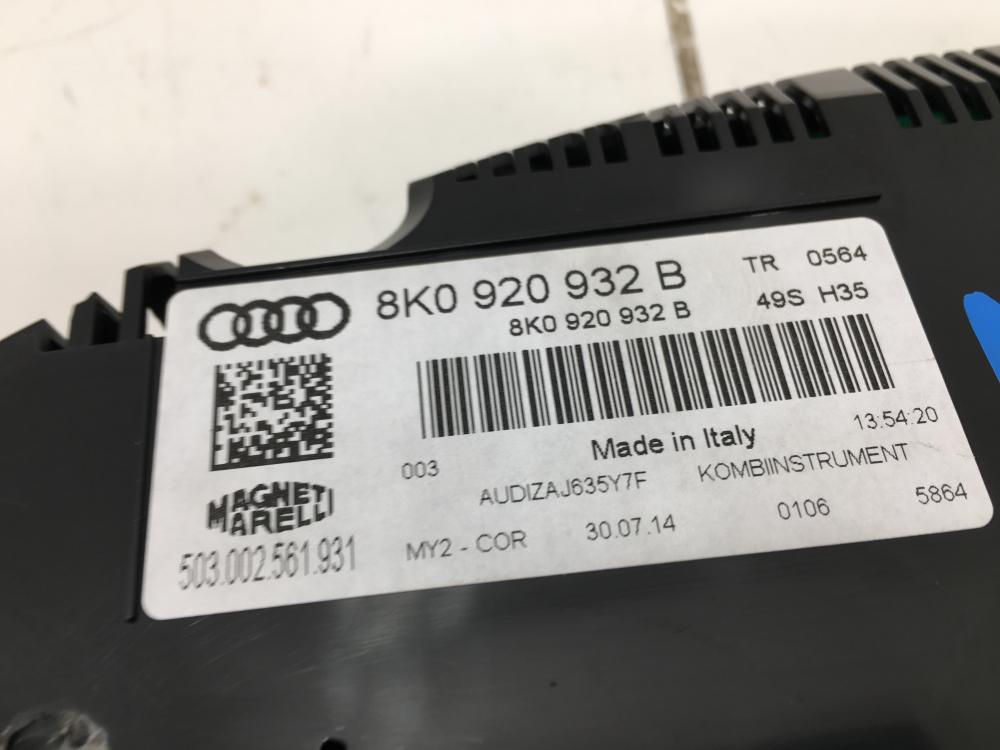 8K0 920 932 B
TR 0564
8K0 920 932 B
49S H35
003
Made in Italy
13:54:20
AUDIZAJ635Y7F
KOMBIINSTRUMENT
MAGNETI
MARELLI
503.002.561.931
MY2 - COR
30.07.14
0106
5864